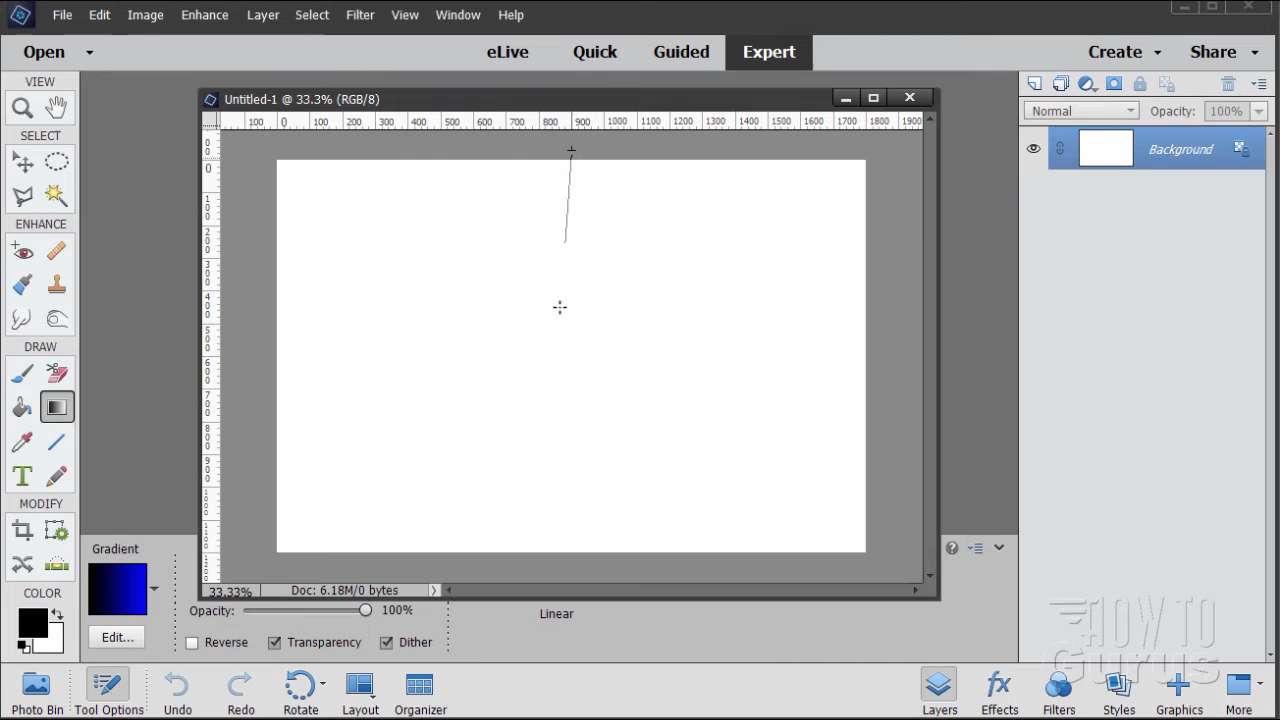 File Edit Image Enhance Layer Select Filter View Window Help
Open eLive Quick Guided Expert Create Share
VIEW
SELECT
ENHANCE
DRAW
MODIFY
COLOR
Untitled-1 @ 33.3% (RGB/8)
100 0 100 200 300 400 500 600 700 800 900 1000 1100 1200 1300 1400 1500 1600 1700 1800 1900
33.33% Doc: 6.18M/0 bytes
Normal Opacity: 100%
Background
Gradient
Edit...
Opacity: 100%
Linear
Reverse Transparency Dither
HOW TO
Gurus
Photo Bin Tool Options Undo Redo Rotate Layout Organizer Layers Effects Filters Styles Graphics More